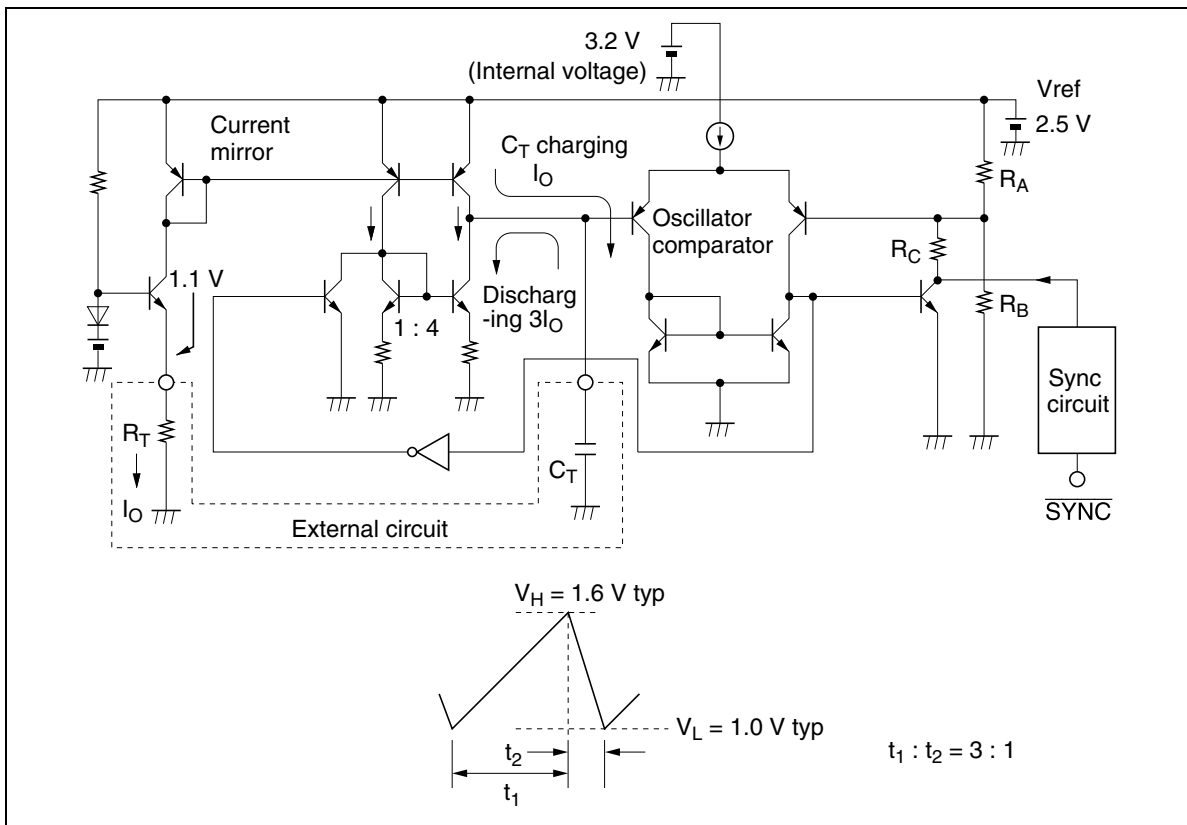 3.2 V
(Internal voltage)
Vref
2.5 V
Current
mirror
C_T charging
I_O
R_A
Oscillator
comparator
R_C
1.1 V
Discharg
-ing 3I_O
R_B
1 : 4
Sync
circuit
R_T
C_T
I_O
External circuit
SYNC
V_H = 1.6 V typ
V_L = 1.0 V typ
t_2
t_1 : t_2 = 3 : 1
t_1